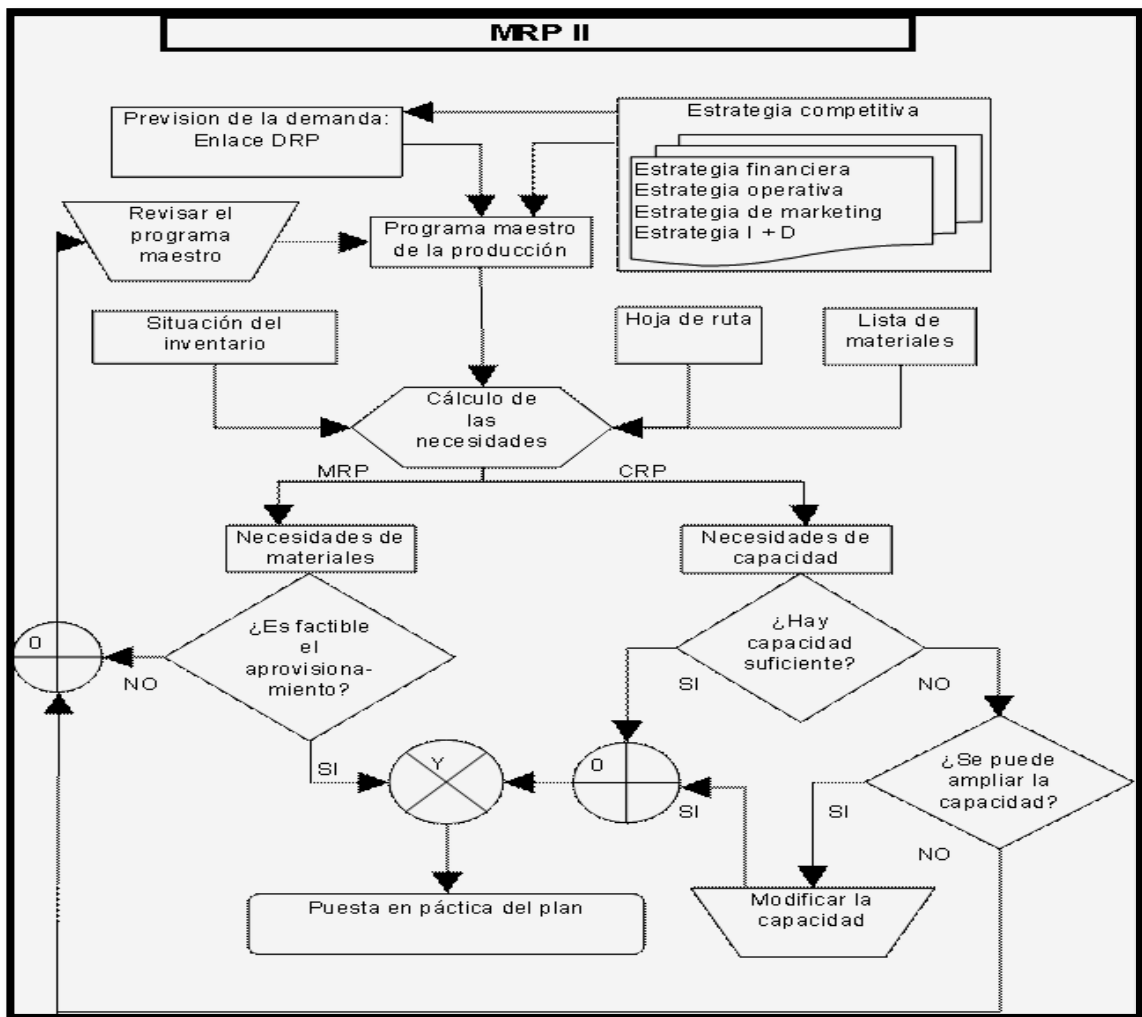 MRP II
Prevision de la demanda:
Enlace DRP
Estrategia competitiva
Estrategia financiera
Estrategia operativa
Estrategia de marketing
Estrategia I + D
Revisar el
programa
maestro
Programa maestro
de la producción
Situación del
inventario
Hoja de ruta
Lista de
materiales
Cálculo de
las
necesidades
MRP
CRP
Necesidades de
materiales
Necesidades de
capacidad
¿Es factible
el
aprovisiona-
miento?
¿Hay
capacidad
suficiente?
O
NO
SI
NO
SI
Y
O
SI
¿Se puede
ampliar la
capacidad?
SI
NO
Puesta en páctica del plan
Modificar la
capacidad